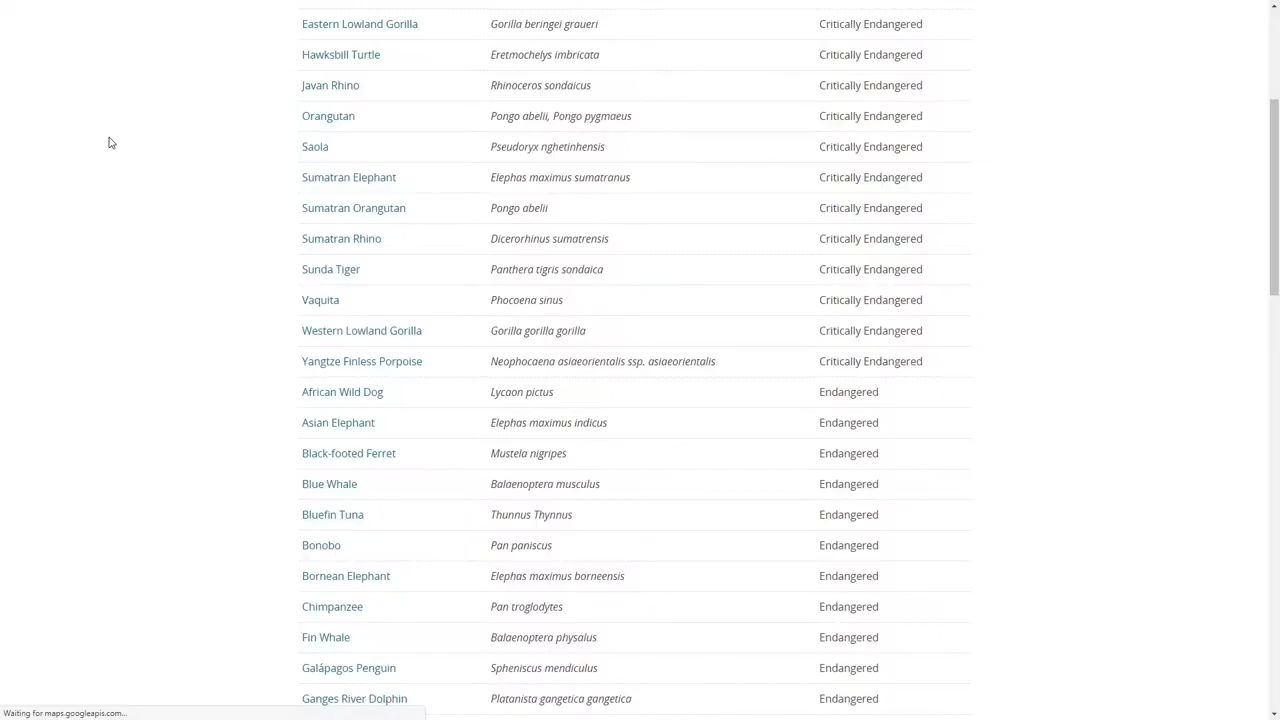 Eastern Lowland Gorilla Gorilla beringei graueri Critically Endangered
Hawksbill Turtle Eretmochelys imbricata Critically Endangered
Javan Rhino Rhinoceros sondaicus Critically Endangered
Orangutan Pongo abelii, Pongo pygmaeus Critically Endangered
Saola Pseudoryx nghetinhensis Critically Endangered
Sumatran Elephant Elephas maximus sumatranus Critically Endangered
Sumatran Orangutan Pongo abelii Critically Endangered
Sumatran Rhino Dicerorhinus sumatrensis Critically Endangered
Sunda Tiger Panthera tigris sondaica Critically Endangered
Vaquita Phocoena sinus Critically Endangered
Western Lowland Gorilla Gorilla gorilla gorilla Critically Endangered
Yangtze Finless Porpoise Neophocaena asiaeorientalis ssp. asiaeorientalis Critically Endangered
African Wild Dog Lycaon pictus Endangered
Asian Elephant Elephas maximus indicus Endangered
Black-footed Ferret Mustela nigripes Endangered
Blue Whale Balaenoptera musculus Endangered
Bluefin Tuna Thunnus Thynnus Endangered
Bonobo Pan paniscus Endangered
Bornean Elephant Elephas maximus borneensis Endangered
Chimpanzee Pan troglodytes Endangered
Fin Whale Balaenoptera physalus Endangered
Galápagos Penguin Spheniscus mendiculus Endangered
Ganges River Dolphin Platanista gangetica gangetica Endangered
Waiting for maps.googleapis.com...